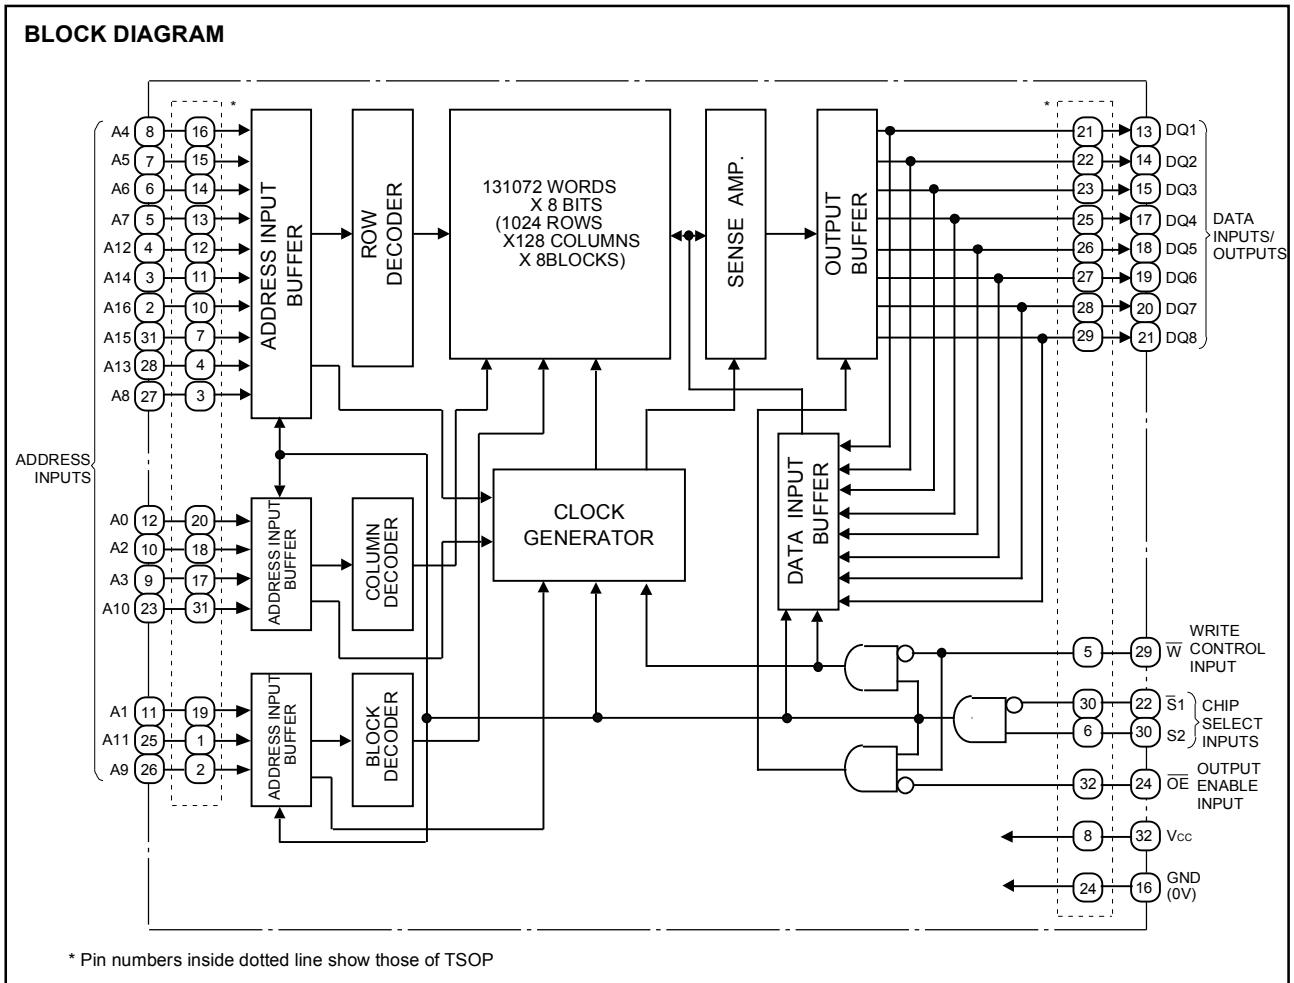 BLOCK DIAGRAM
*
*
A4 8 16
A5 7 15
A6 6 14
A7 5 13
A12 4 12
A14 3 11
A16 2 10
A15 31 7
A13 28 4
A8 27 3
ADDRESS
INPUTS
A0 12 20
A2 10 18
A3 9 17
A10 23 31
A1 11 19
A11 25 1
A9 26 2
ADDRESS INPUT
BUFFER
ROW
DECODER
131072 WORDS
X 8 BITS
(1024 ROWS
X128 COLUMNS
X 8BLOCKS)
SENSE AMP.
OUTPUT
BUFFER
21 13 DQ1
22 14 DQ2
23 15 DQ3
25 17 DQ4
26 18 DQ5
27 19 DQ6
28 20 DQ7
29 21 DQ8
DATA
INPUTS/
OUTPUTS
ADDRESS INPUT
BUFFER
COLUMN
DECODER
CLOCK
GENERATOR
DATA INPUT
BUFFER
ADDRESS INPUT
BUFFER
BLOCK
DECODER
5 29 W̅
WRITE
CONTROL
INPUT
30 22 S̅1
6 30 S2
CHIP
SELECT
INPUTS
32 24 O̅E̅
OUTPUT
ENABLE
INPUT
8 32 Vcc
24 16 GND
(0V)
* Pin numbers inside dotted line show those of TSOP